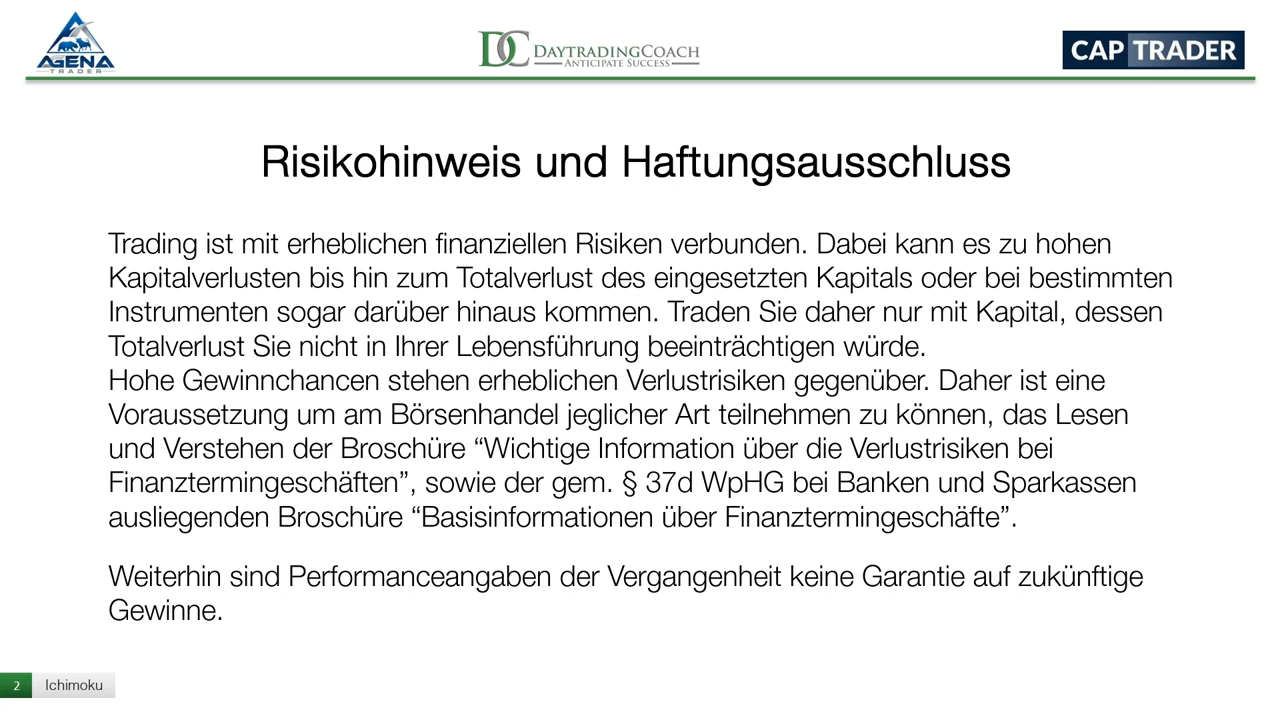 AGENA
TRADER
DC DAYTRADINGCOACH
ANTICIPATE SUCCESS
CAP TRADER
Risikohinweis und Haftungsausschluss
Trading ist mit erheblichen finanziellen Risiken verbunden. Dabei kann es zu hohen
Kapitalverlusten bis hin zum Totalverlust des eingesetzten Kapitals oder bei bestimmten
Instrumenten sogar darüber hinaus kommen. Traden Sie daher nur mit Kapital, dessen
Totalverlust Sie nicht in Ihrer Lebensführung beeinträchtigen würde.
Hohe Gewinnchancen stehen erheblichen Verlustrisiken gegenüber. Daher ist eine
Voraussetzung um am Börsenhandel jeglicher Art teilnehmen zu können, das Lesen
und Verstehen der Broschüre “Wichtige Information über die Verlustrisiken bei
Finanztermingeschäften”, sowie der gem. § 37d WpHG bei Banken und Sparkassen
ausliegenden Broschüre “Basisinformationen über Finanztermingeschäfte”.
Weiterhin sind Performanceangaben der Vergangenheit keine Garantie auf zukünftige
Gewinne.
2 Ichimoku